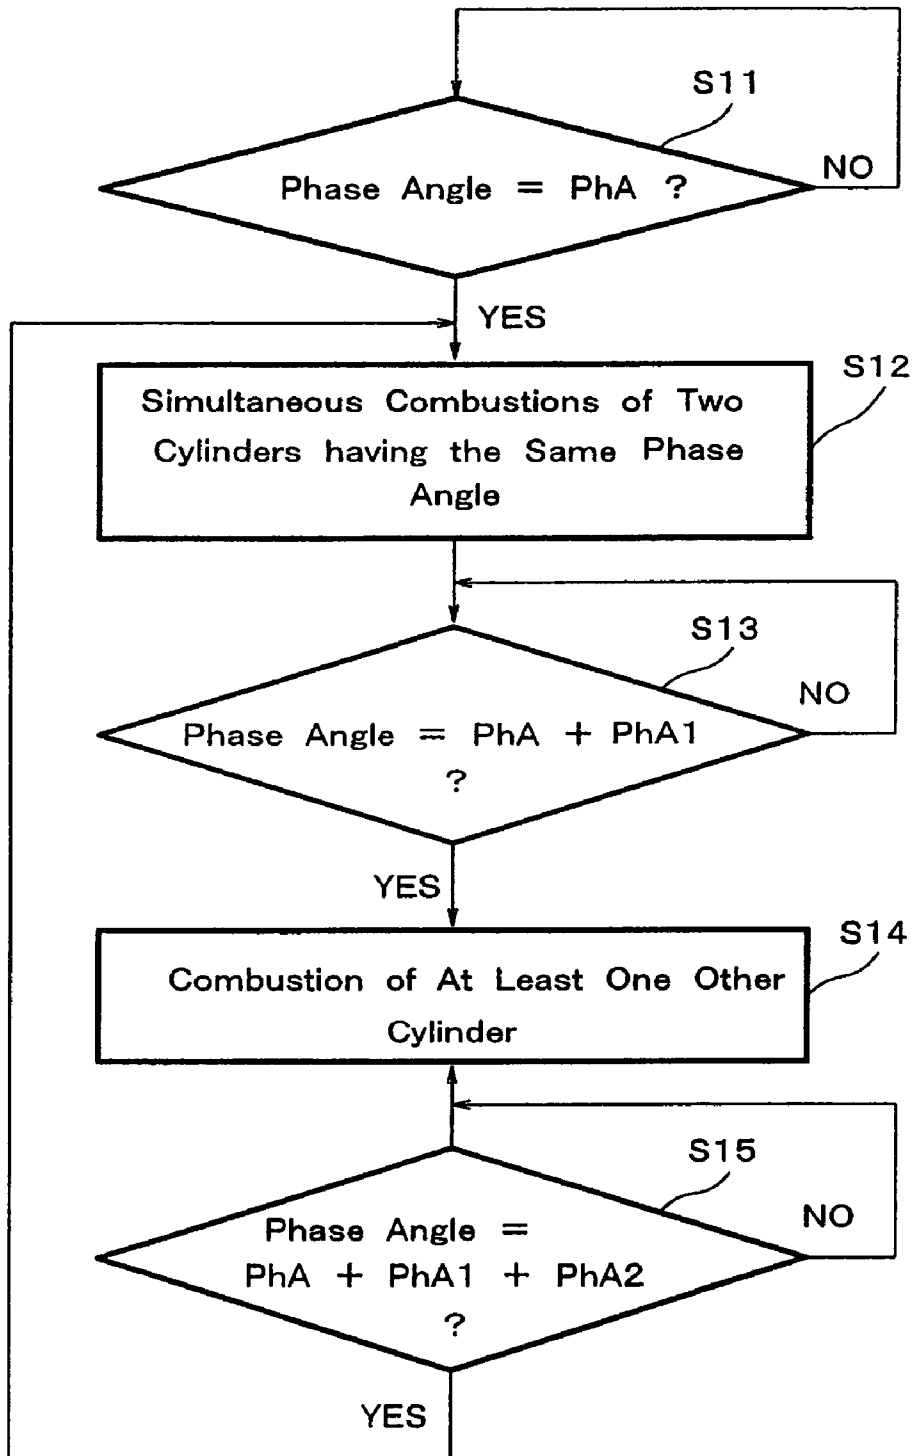 S11
Phase Angle = PhA ?
NO
YES
S12
Simultaneous Combustions of Two
Cylinders having the Same Phase
Angle
S13
NO
Phase Angle = PhA + PhA1
?
YES
S14
Combustion of At Least One Other
Cylinder
S15
NO
Phase Angle =
PhA + PhA1 + PhA2
?
YES